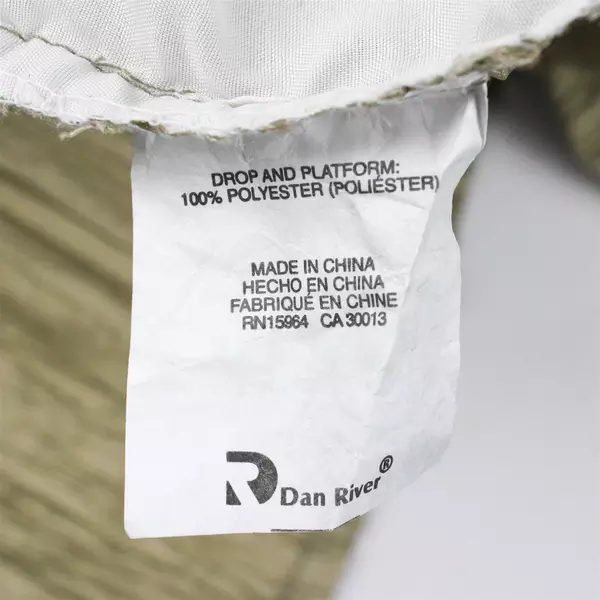 DROP AND PLATFORM:
100% POLYESTER (POLIÉSTER)
MADE IN CHINA
HECHO EN CHINA
FABRIQUÉ EN CHINE
RN15964 CA 30013
R Dan River®